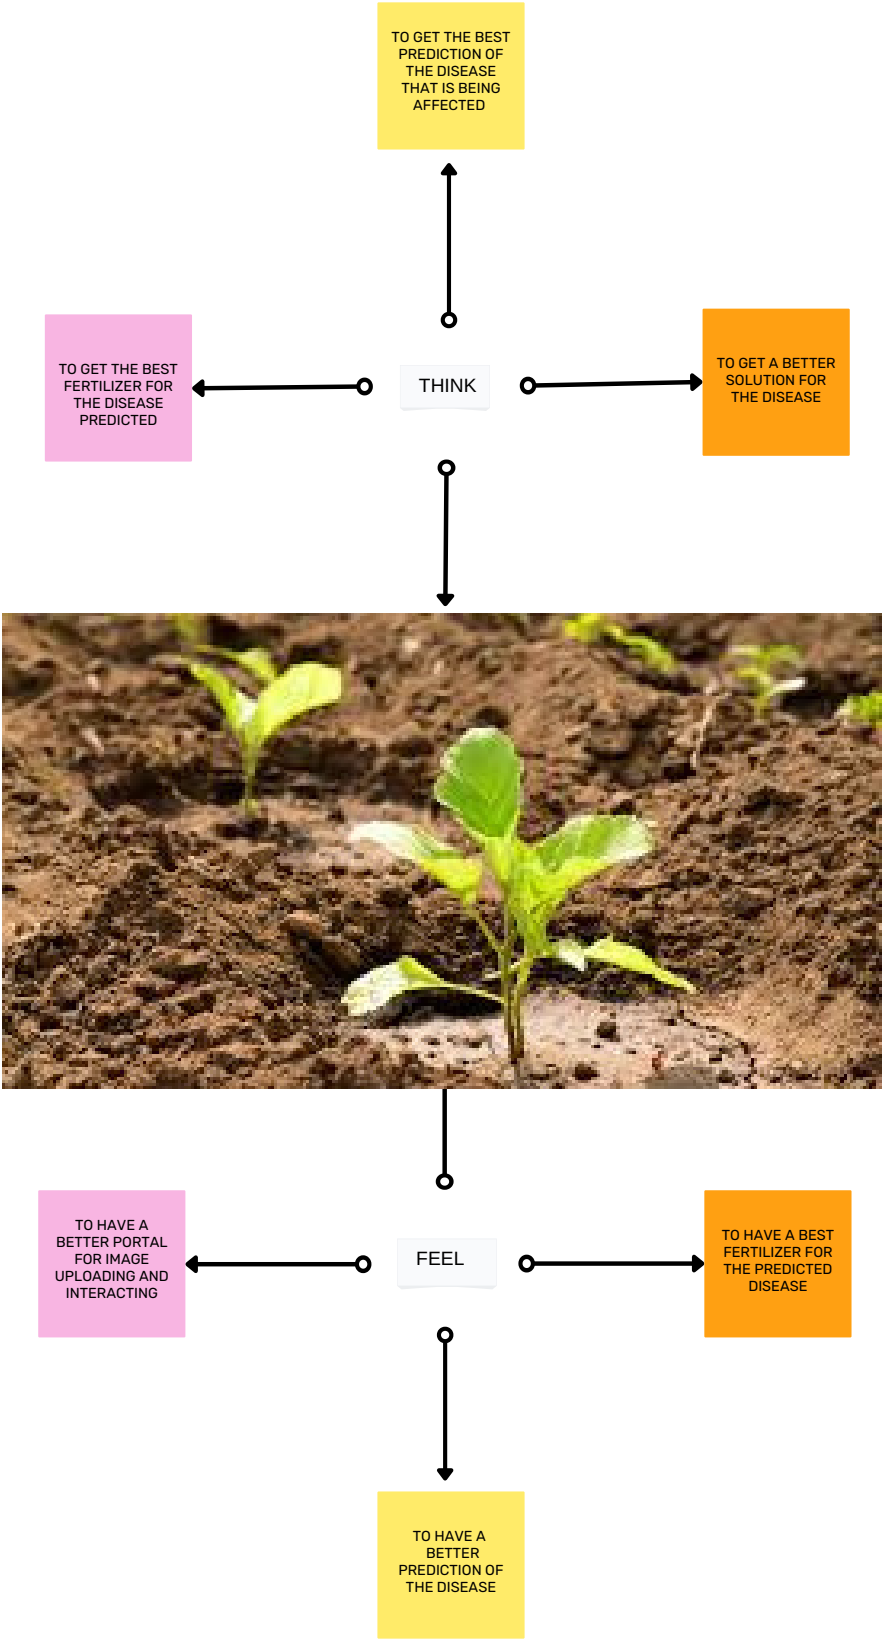 TO GET THE BEST
PREDICTION OF
THE DISEASE
THAT IS BEING
AFFECTED
TO GET THE BEST
FERTILIZER FOR
THE DISEASE
PREDICTED
THINK
TO GET A BETTER
SOLUTION FOR
THE DISEASE
TO HAVE A
BETTER PORTAL
FOR IMAGE
UPLOADING AND
INTERACTING
FEEL
TO HAVE A BEST
FERTILIZER FOR
THE PREDICTED
DISEASE
TO HAVE A
BETTER
PREDICTION OF
THE DISEASE